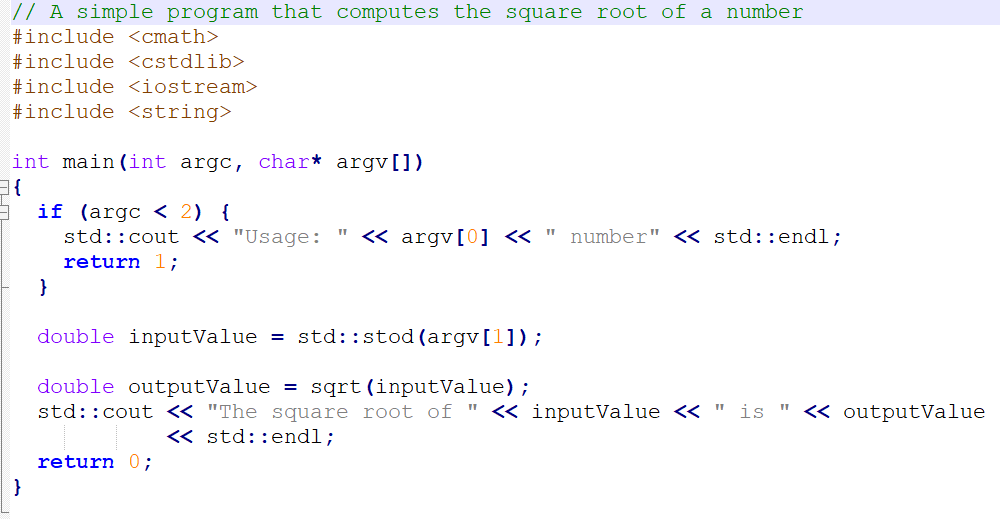 // A simple program that computes the square root of a number
#include <cmath>
#include <cstdlib>
#include <iostream>
#include <string>

int main(int argc, char* argv[])
{
  if (argc < 2) {
    std::cout << "Usage: " << argv[0] << " number" << std::endl;
    return 1;
  }

  double inputValue = std::stod(argv[1]);

  double outputValue = sqrt(inputValue);
  std::cout << "The square root of " << inputValue << " is " << outputValue
            << std::endl;
  return 0;
}